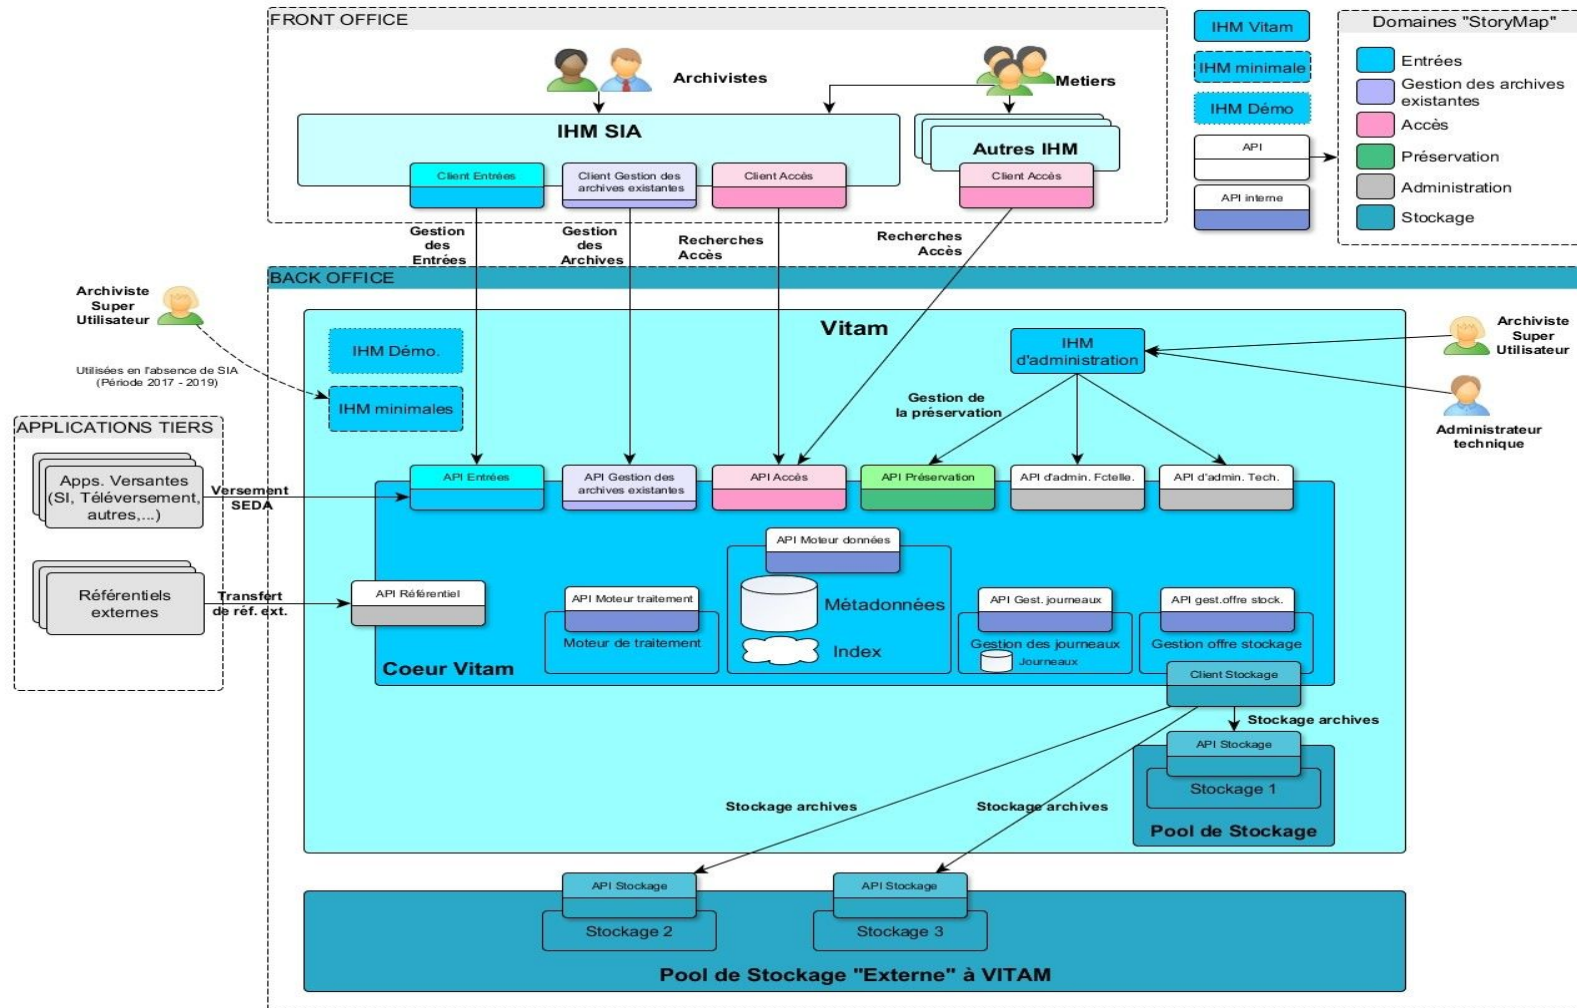 FRONT OFFICE
Archivistes
Metiers
IHM SIA
Autres IHM
Client Entrées
Client Gestion des
archives existantes
Client Accès
Client Accès
IHM Vitam
IHM minimale
IHM Démo
API
API interne
Domaines "StoryMap"
Entrées
Gestion des archives
existantes
Accès
Préservation
Administration
Stockage
Gestion
des
Entrées
Gestion
des
Archives
Recherches
Accès
Recherches
Accès
BACK OFFICE
Archiviste
Super
Utilisateur
Utilisées en l'absence de SIA
(Période 2017 - 2019)
Vitam
IHM Démo.
IHM minimales
IHM
d'administration
Archiviste
Super
Utilisateur
Administrateur
technique
Gestion de
la préservation
APPLICATIONS TIERS
Apps. Versantes
(SI, Téléversement,
autres,...)
Versement
SEDA
Référentiels
externes
Transfért
de réf. ext.
API Entrées
API Gestion des
archives existantes
API Accès
API Préservation
API d'admin. Fctelle.
API d'admin. Tech.
API Référentiel
API Moteur traitement
Moteur de traitement
API Moteur données
Métadonnées
Index
API Gest. journeaux
Gestion des journeaux
Journeaux
API gest.offre stock.
Gestion offre stockage
Coeur Vitam
Client Stockage
Stockage archives
API Stockage
Stockage 1
Pool de Stockage
Stockage archives
Stockage archives
API Stockage
Stockage 2
API Stockage
Stockage 3
Pool de Stockage "Externe" à VITAM